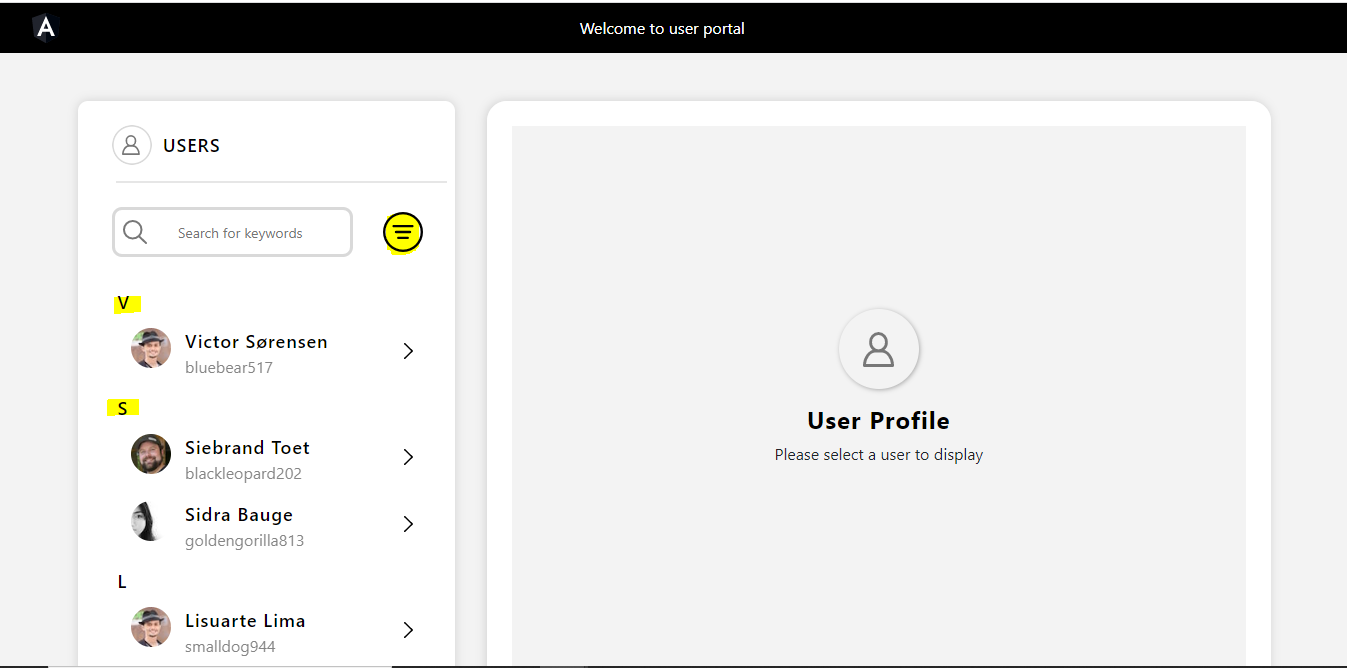 A
Welcome to user portal
USERS
Search for keywords
V
Victor Sørensen
bluebear517
S
Siebrand Toet
blackleopard202
Sidra Bauge
goldengorilla813
L
Lisuarte Lima
smalldog944
User Profile
Please select a user to display